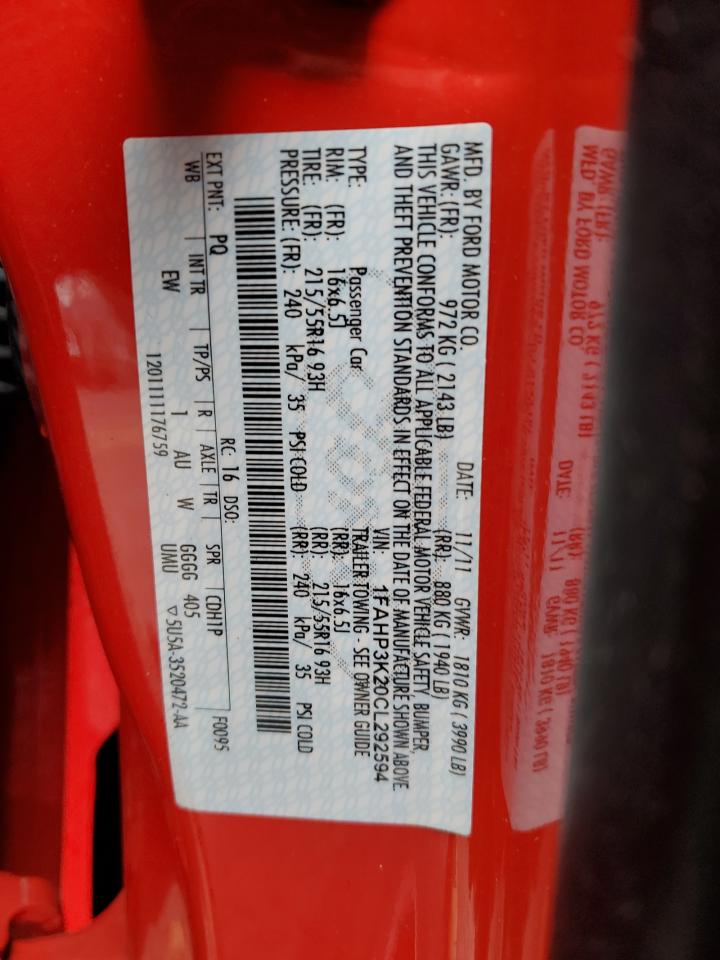 MFD. BY FORD MOTOR CO.
DATE: 11/11 GVWR: 1810 KG ( 3990 LB)
GAWR: (FR): 972 KG ( 2143 LB) (RR): 880 KG ( 1940 LB)
THIS VEHICLE CONFORMS TO ALL APPLICABLE FEDERAL MOTOR VEHICLE SAFETY, BUMPER,
AND THEFT PREVENTION STANDARDS IN EFFECT ON THE DATE OF MANUFACTURE SHOWN ABOVE.
VIN: 1FAHP3K20CL292594
TYPE: Passenger Car TRAILER TOWING - SEE OWNER GUIDE
RIM: (FR): 16x6.5J (RR): 16x6.5J
TIRE: (FR): 215/55R16 93H (RR): 215/55R16 93H
PRESSURE: (FR): 240 kPa/ 35 PSI COLD (RR): 240 kPa/ 35 PSI COLD
RC: 16 DSO: F0095
EXT PNT: PQ INT TR TP/PS R AXLE TR SPR CDH1P
WB EW 1 AU W GGGG 405
UMU ▽5U5A-3520472-AA
1201111176759